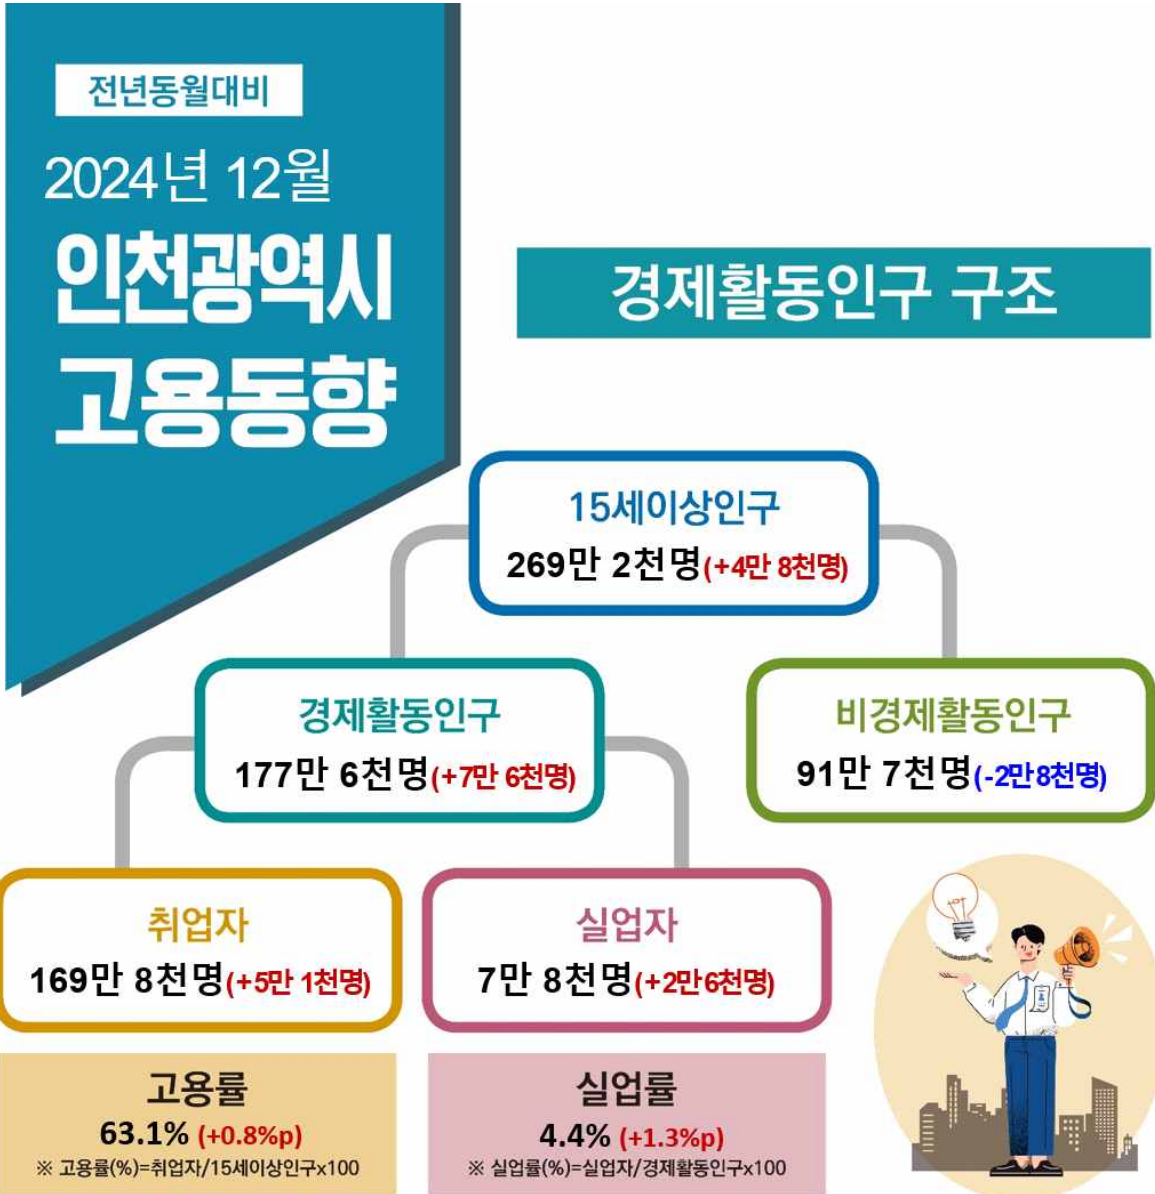 전년동월대비
2024년 12월
인천광역시
고용동향
경제활동인구 구조
15세이상인구
269만 2천명(+4만 8천명)
경제활동인구
177만 6천명(+7만 6천명)
비경제활동인구
91만 7천명(-2만8천명)
취업자
169만 8천명(+5만 1천명)
실업자
7만 8천명(+2만6천명)
고용률
63.1% (+0.8%p)
※ 고용률(%)=취업자/15세이상인구x100
실업률
4.4% (+1.3%p)
※ 실업률(%)=실업자/경제활동인구x100